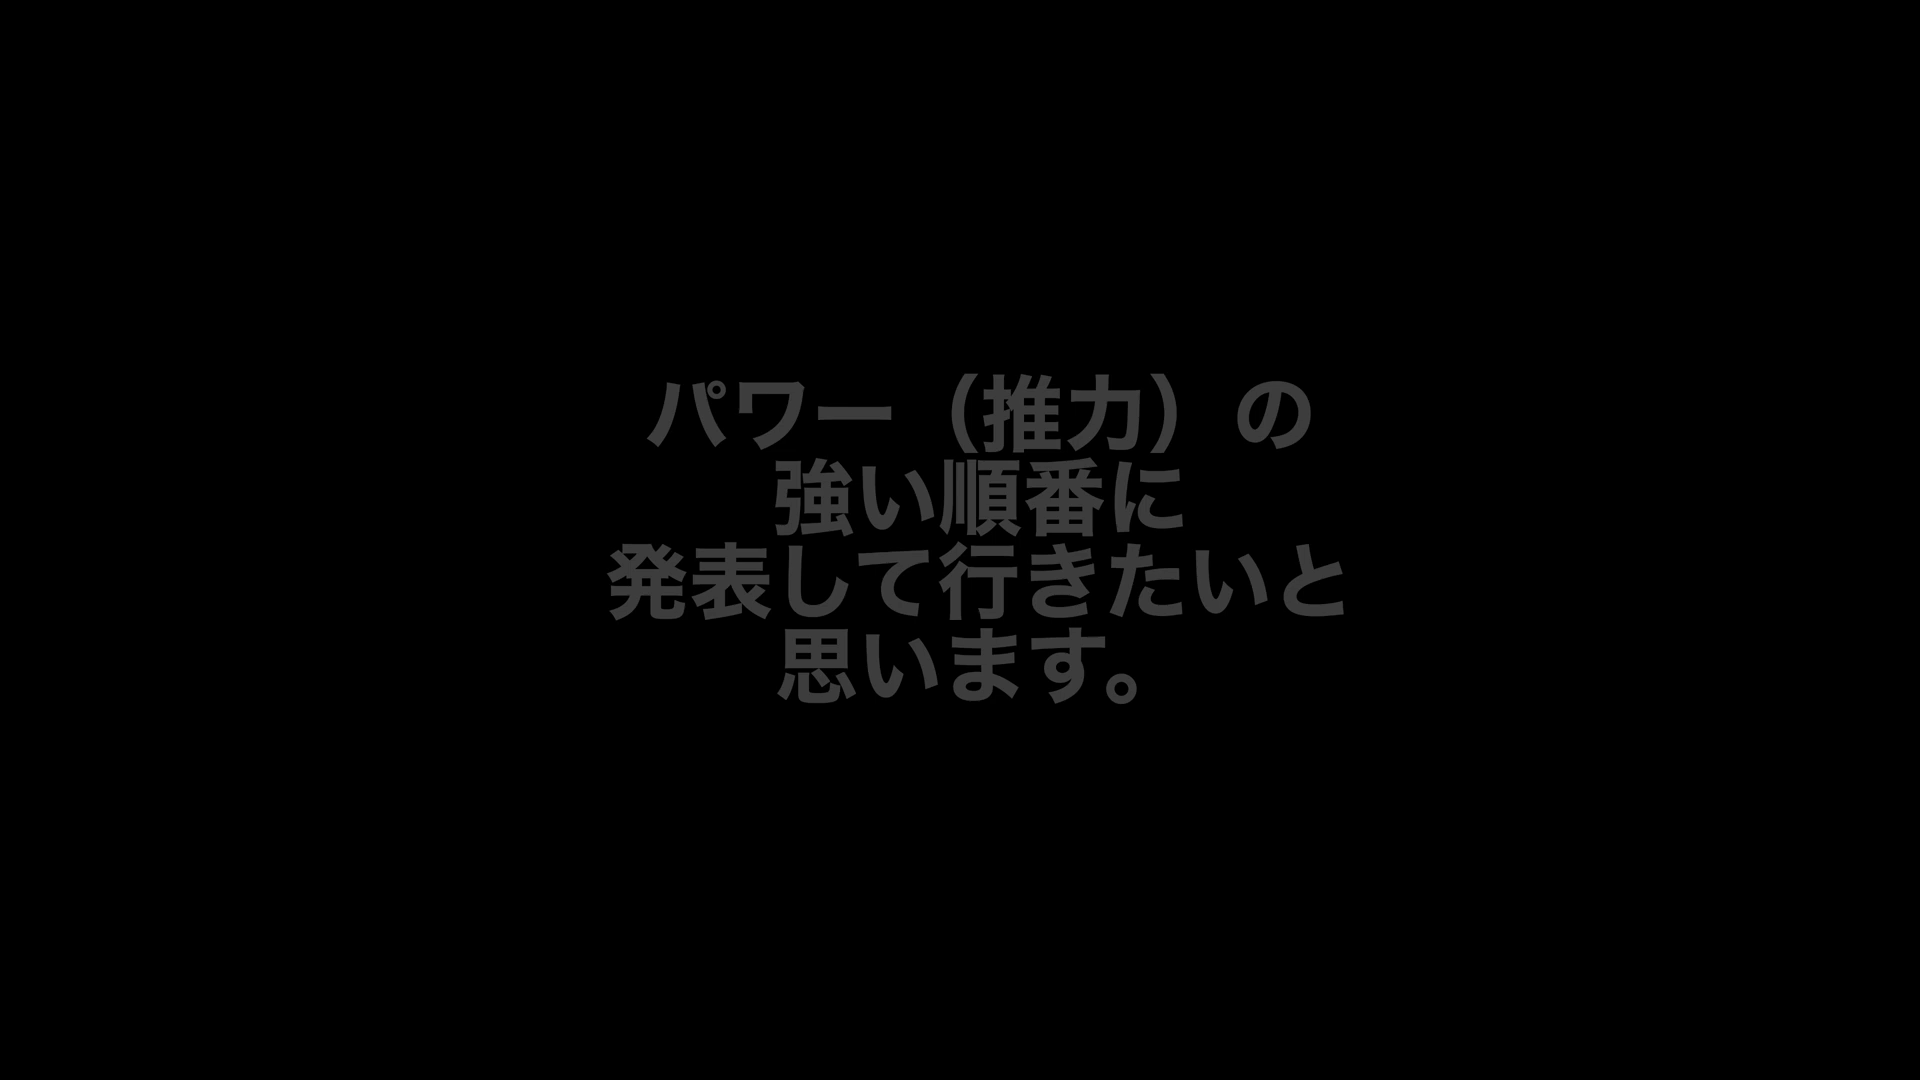 パワー（推力）の
強い順番に
発表して行きたいと
思います。